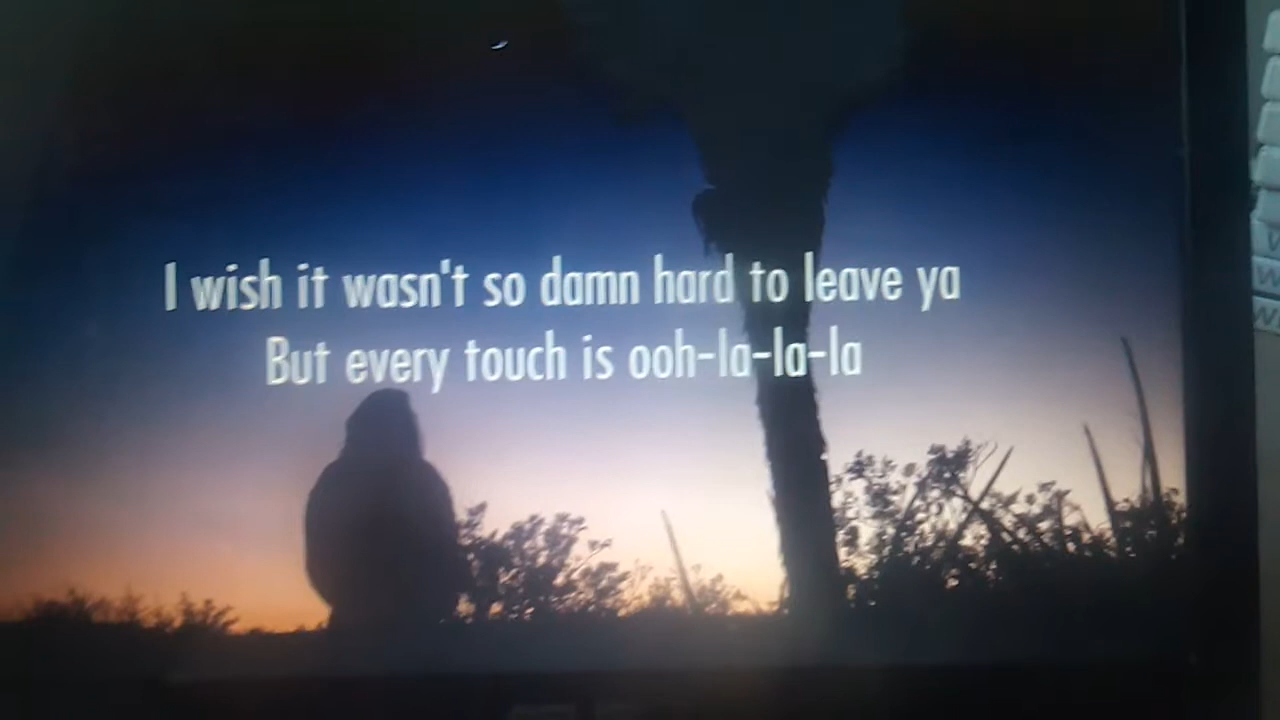 I wish it wasn't so damn hard to leave ya
But every touch is ooh-la-la-la